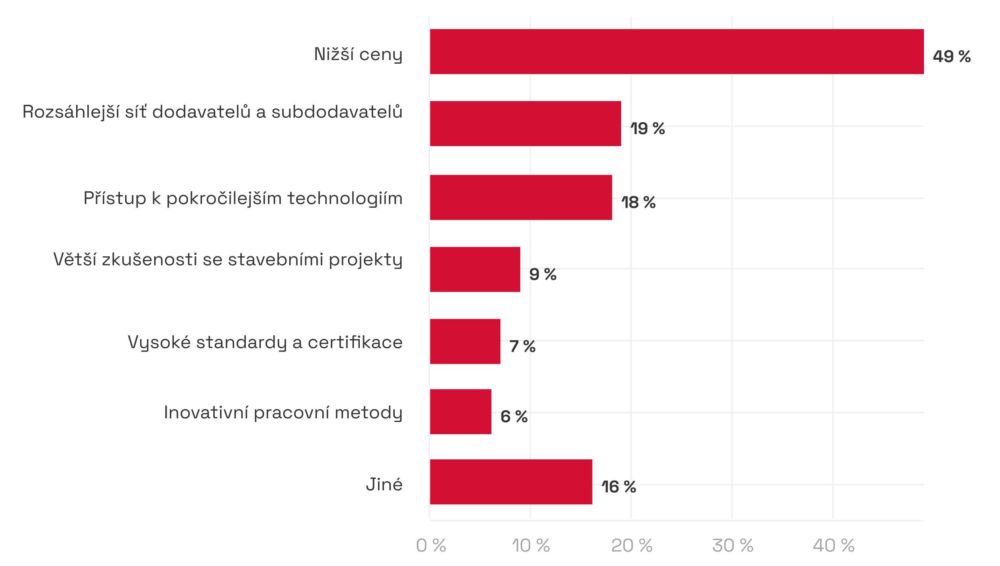 Nižší ceny
49 %
Rozsáhlejší síť dodavatelů a subdodavatelů
19 %
Přístup k pokročilejším technologiím
18 %
Větší zkušenosti se stavebními projekty
9 %
Vysoké standardy a certifikace
7 %
Inovativní pracovní metody
6 %
Jiné
16 %
0 % 10 % 20 % 30 % 40 %